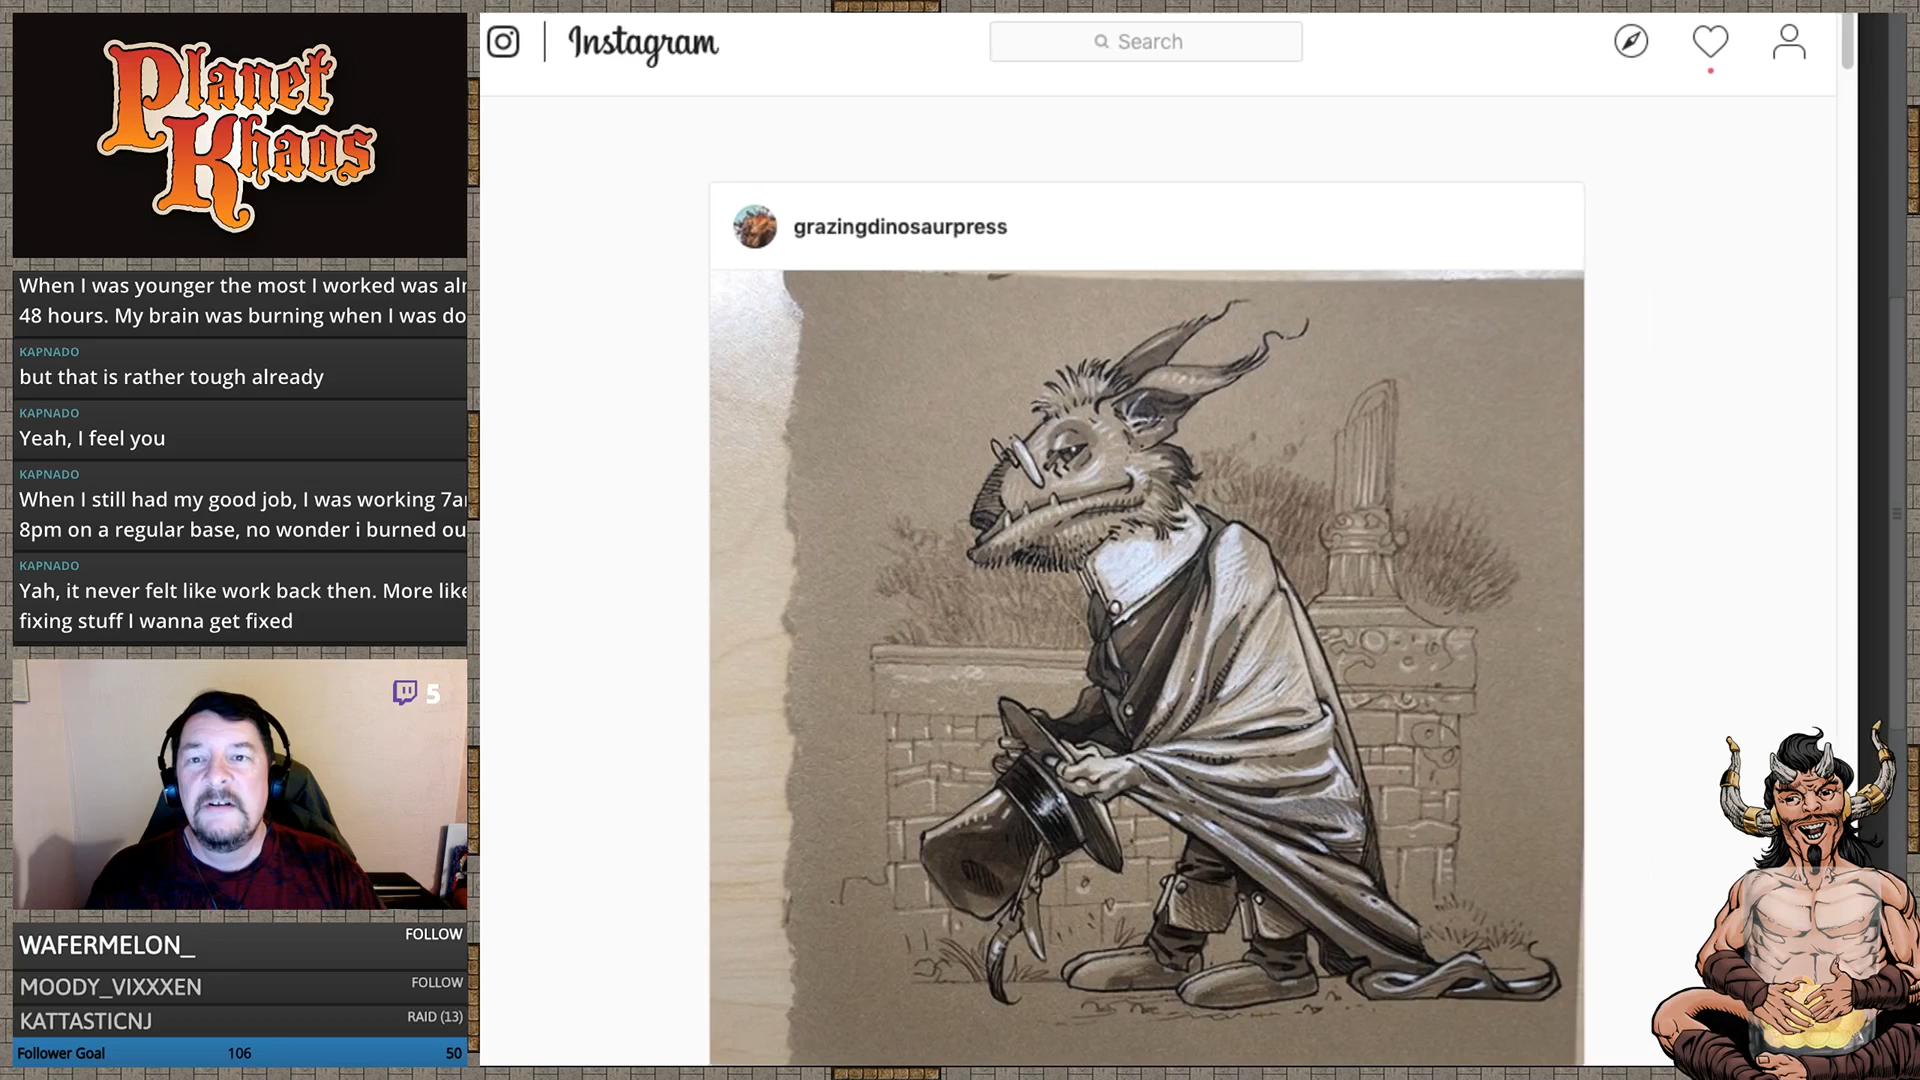 Planet
Khaos
When I was younger the most I worked was
48 hours. My brain was burning when I was do
KAPNADO
but that is rather tough already
KAPNADO
Yeah, I feel you
KAPNADO
When I still had my good job, I was working
8pm on a regular base, no wonder i burned ou
KAPNADO
Yah, it never felt like work back then. More like
fixing stuff I wanna get fixed
5
WAFERMELON_ FOLLOW
MOODY_VIXXXEN FOLLOW
KATTASTICNJ RAID (13)
Follower Goal 106 50
Instagram
Search
grazingdinosaurpress